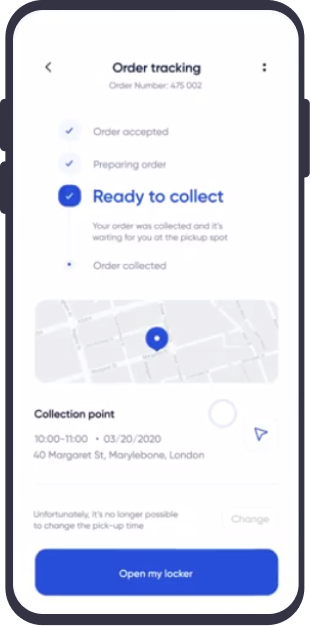 Order tracking
Order Number: 475 002
Order accepted
Preparing order
Ready to collect
Your order was collected and it's
waiting for you at the pickup spot
Order collected
Collection point
10:00-11:00 • 03/20/2020
40 Margaret St, Marylebone, London
Unfortunately, it's no longer possible
to change the pick-up time
Change
Open my locker